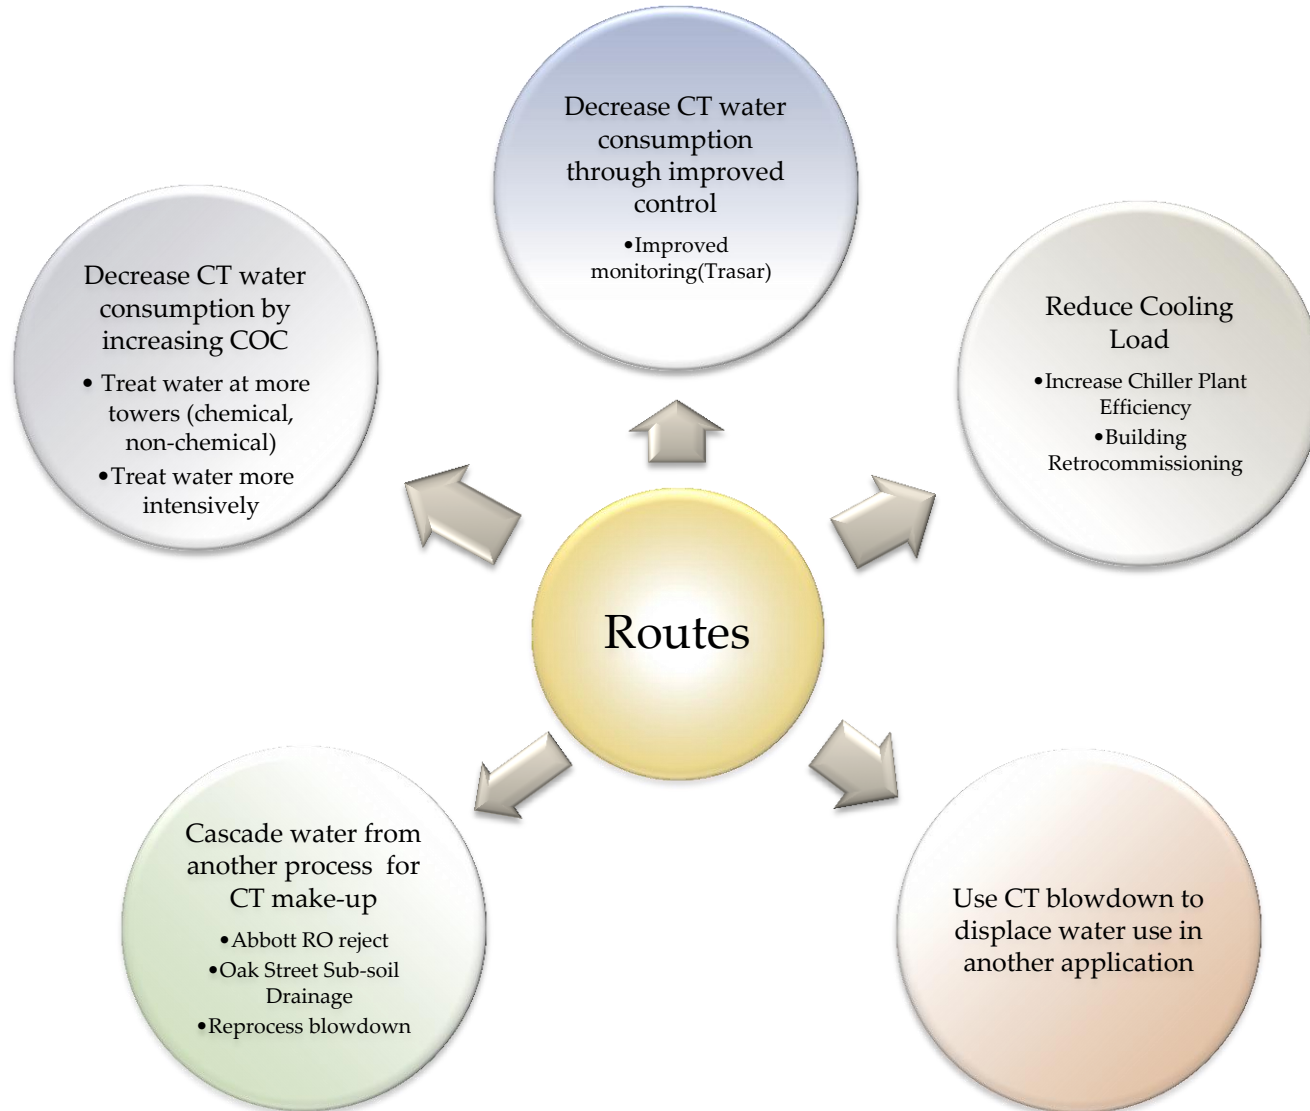 Decrease CT water
consumption
through improved
control
•Improved
monitoring(Trasar)
Decrease CT water
consumption by
increasing COC
• Treat water at more
towers (chemical,
non-chemical)
•Treat water more
intensively
Reduce Cooling
Load
•Increase Chiller Plant
Efficiency
•Building
Retrocommissioning
Routes
Cascade water from
another process for
CT make-up
•Abbott RO reject
•Oak Street Sub-soil
Drainage
•Reprocess blowdown
Use CT blowdown to
displace water use in
another application